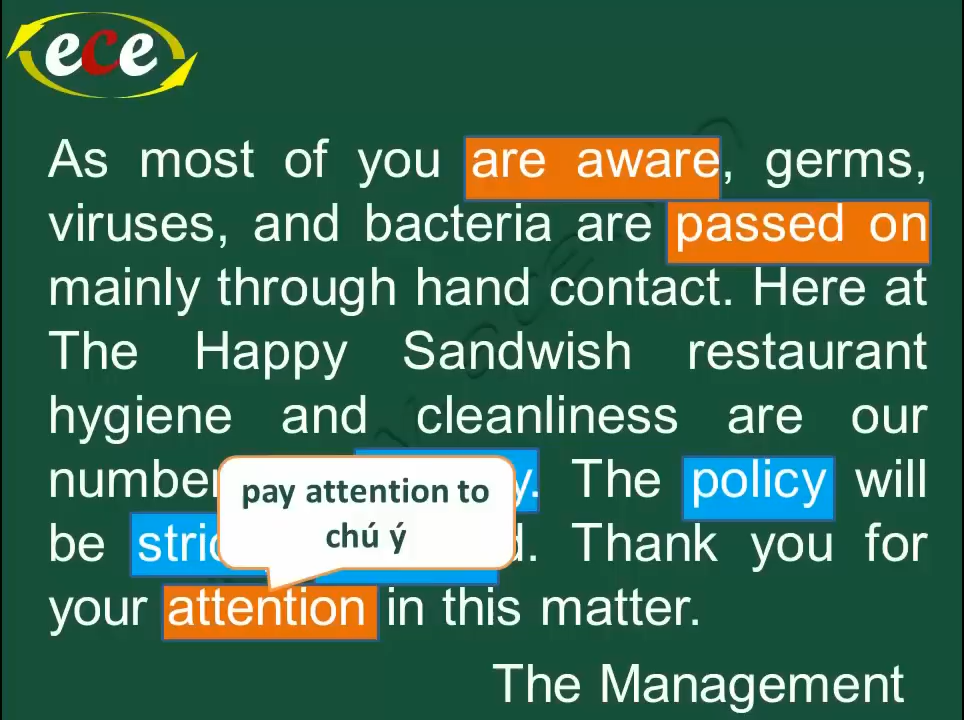 ece
As most of you are aware, germs,
viruses, and bacteria are passed on
mainly through hand contact. Here at
The Happy Sandwish restaurant
hygiene and cleanliness are our
number The policy will
pay attention to
chú ý
be Thank you for
your attention in this matter.
The Management